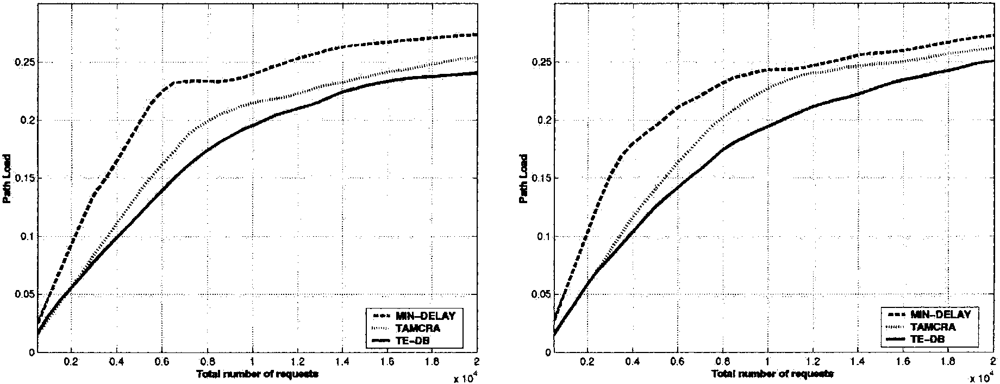 0.25
0.2
0.15
0.1
0.05
0
Path Load
0.2 0.4 0.6 0.8 1 1.2 1.4 1.6 1.8 2
Total number of requests
x 10^4
MIN-DELAY
TAMCRA
TE-DB
0.25
0.2
0.15
0.1
0.05
0
Path Load
0.2 0.4 0.6 0.8 1 1.2 1.4 1.6 1.8 2
Total number of requests
x 10^4
MIN-DELAY
TAMCRA
TE-DB